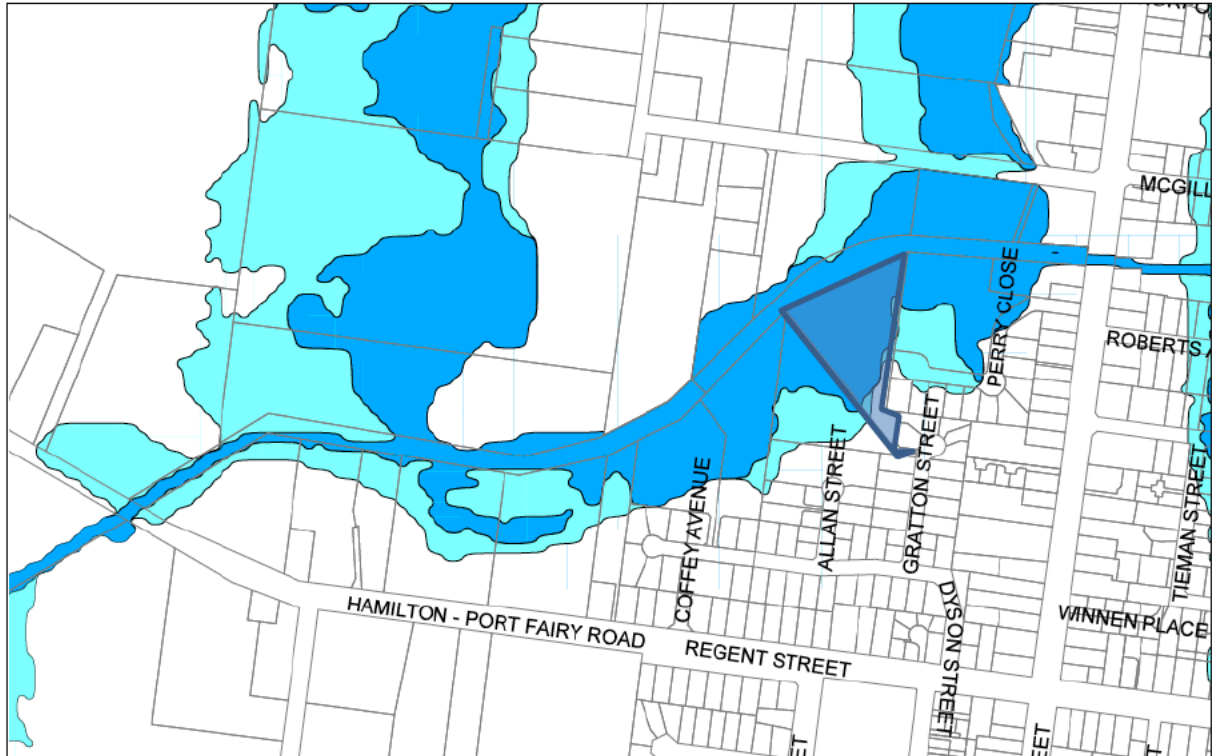 MCGILL
PERRY CLOSE
ROBERTS
COFFEY AVENUE
ALLAN STREET
GRATTON STREET
TIEMAN STREET
HAMILTON - PORT FAIRY ROAD
REGENT STREET
DYSON STREET
WINNEN PLACE